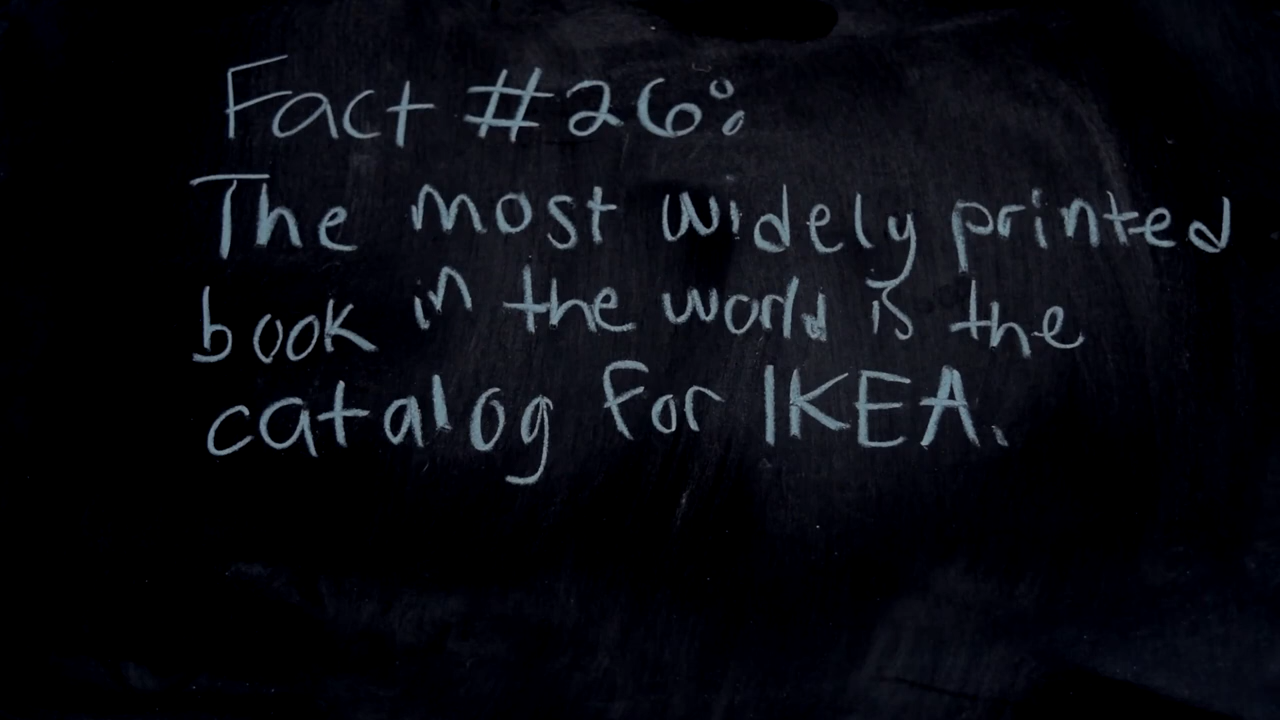 Fact #26:
The most widely printed
book in the world is the
catalog for IKEA.